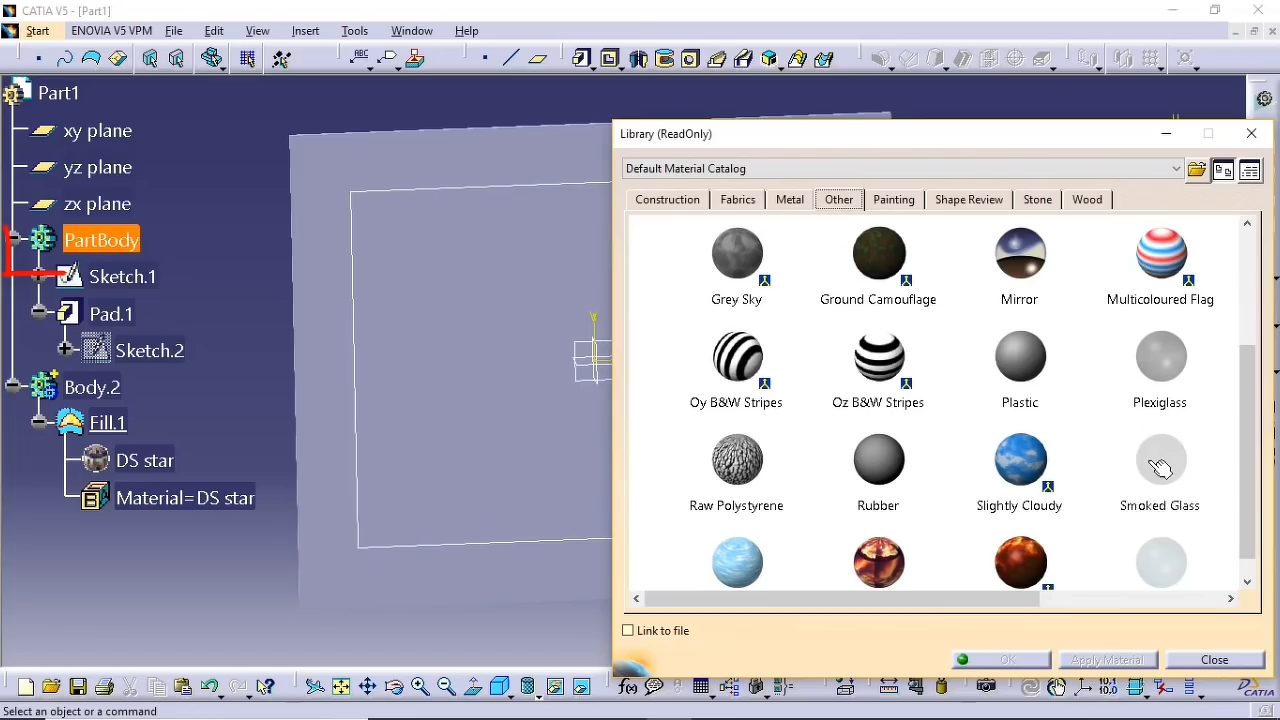 CATIA V5 - [Part1]
Start ENOVIA V5 VPM File Edit View Insert Tools Window Help
ABC
Part1
xy plane
yz plane
zx plane
PartBody
Sketch.1
Pad.1
Sketch.2
Body.2
Fill.1
DS star
Material=DS star
Y
Library (ReadOnly)
Default Material Catalog
Construction Fabrics Metal Other Painting Shape Review Stone Wood
Grey Sky Ground Camouflage Mirror Multicoloured Flag
Oy B&W Stripes Oz B&W Stripes Plastic Plexiglass
Raw Polystyrene Rubber Slightly Cloudy Smoked Glass
Link to file
OK Apply Material Close
f(x)
10.0
CATIA
Select an object or a command